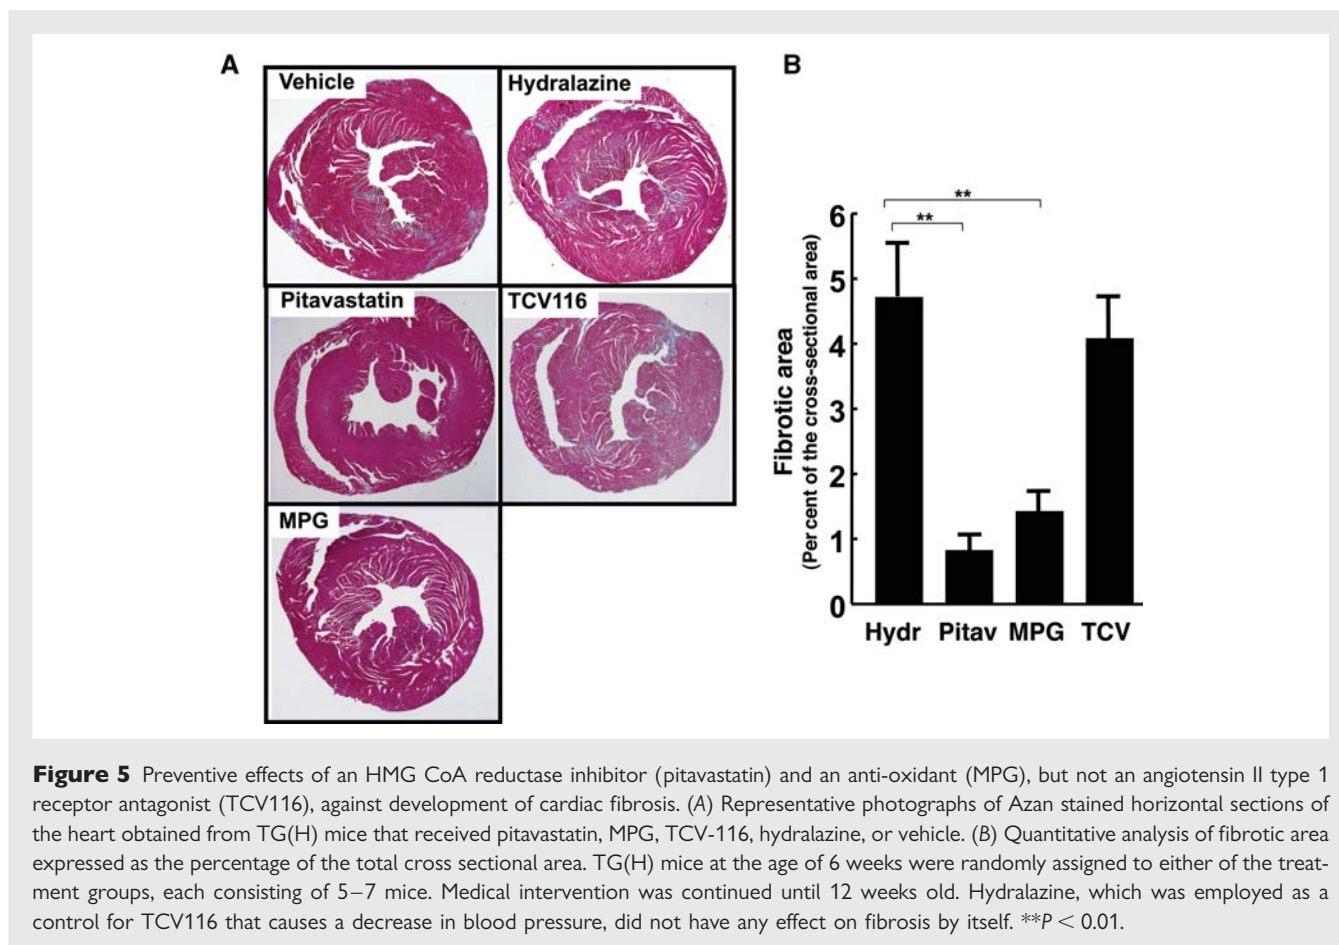 A
Vehicle
Hydralazine
Pitavastatin
TCV116
MPG
B
**
**
6
5
4
3
2
1
0
Fibrotic area
(Per cent of the cross-sectional area)
Hydr Pitav MPG TCV
Figure 5 Preventive effects of an HMG CoA reductase inhibitor (pitavastatin) and an anti-oxidant (MPG), but not an angiotensin II type 1
receptor antagonist (TCV116), against development of cardiac fibrosis. (A) Representative photographs of Azan stained horizontal sections of
the heart obtained from TG(H) mice that received pitavastatin, MPG, TCV-116, hydralazine, or vehicle. (B) Quantitative analysis of fibrotic area
expressed as the percentage of the total cross sectional area. TG(H) mice at the age of 6 weeks were randomly assigned to either of the treat-
ment groups, each consisting of 5–7 mice. Medical intervention was continued until 12 weeks old. Hydralazine, which was employed as a
control for TCV116 that causes a decrease in blood pressure, did not have any effect on fibrosis by itself. **P < 0.01.